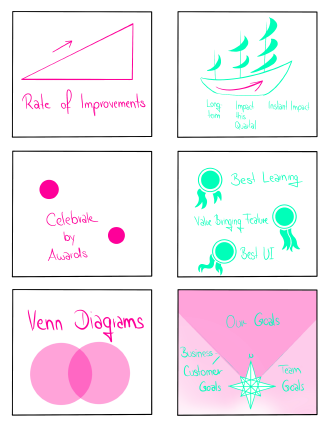 Rate of Improvements
Long term
Impact this Quartal
Instant Impact
Celebrate
by
Awards
Best Learning
Value Bringing Feature
Best UI
Venn Diagrams
Our Goals
Business/
Customer
Goals
Team
Goals